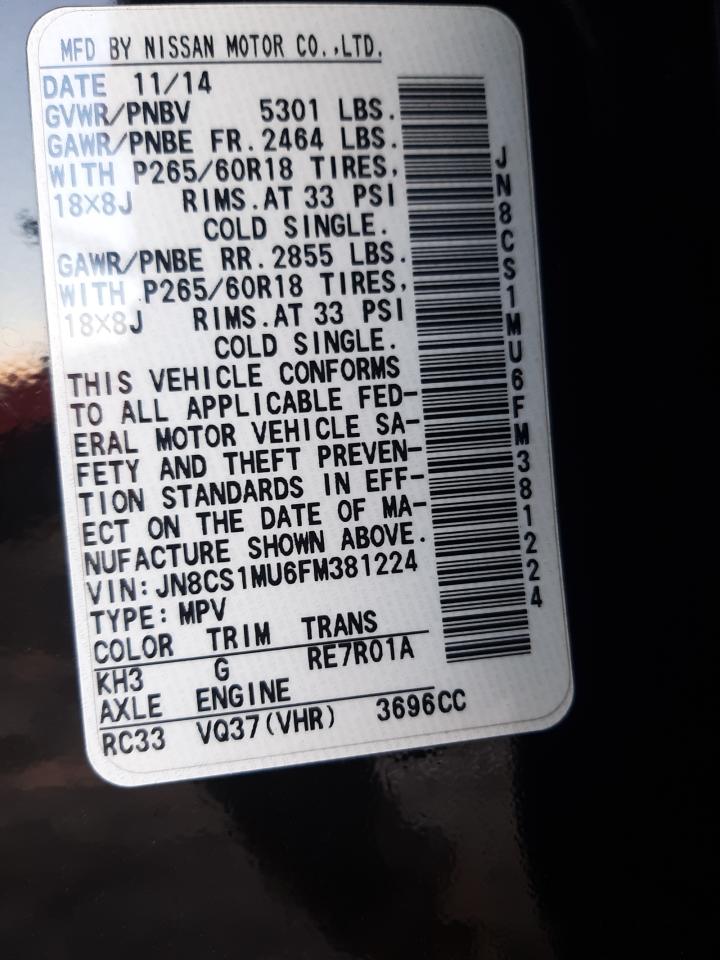 MFD BY NISSAN MOTOR CO.,LTD.
DATE 11/14
GVWR/PNBV 5301 LBS.
GAWR/PNBE FR.2464 LBS.
WITH P265/60R18 TIRES,
18X8J RIMS.AT 33 PSI
COLD SINGLE.
GAWR/PNBE RR.2855 LBS.
WITH P265/60R18 TIRES,
18X8J RIMS.AT 33 PSI
COLD SINGLE.
THIS VEHICLE CONFORMS
TO ALL APPLICABLE FED-
ERAL MOTOR VEHICLE SA-
FETY AND THEFT PREVEN-
TION STANDARDS IN EFF-
ECT ON THE DATE OF MA-
NUFACTURE SHOWN ABOVE.
VIN:JN8CS1MU6FM381224
TYPE:MPV
COLOR TRIM TRANS
KH3 G RE7R01A
AXLE ENGINE
RC33 VQ37(VHR) 3696CC
JN8CS1MU6FM381224